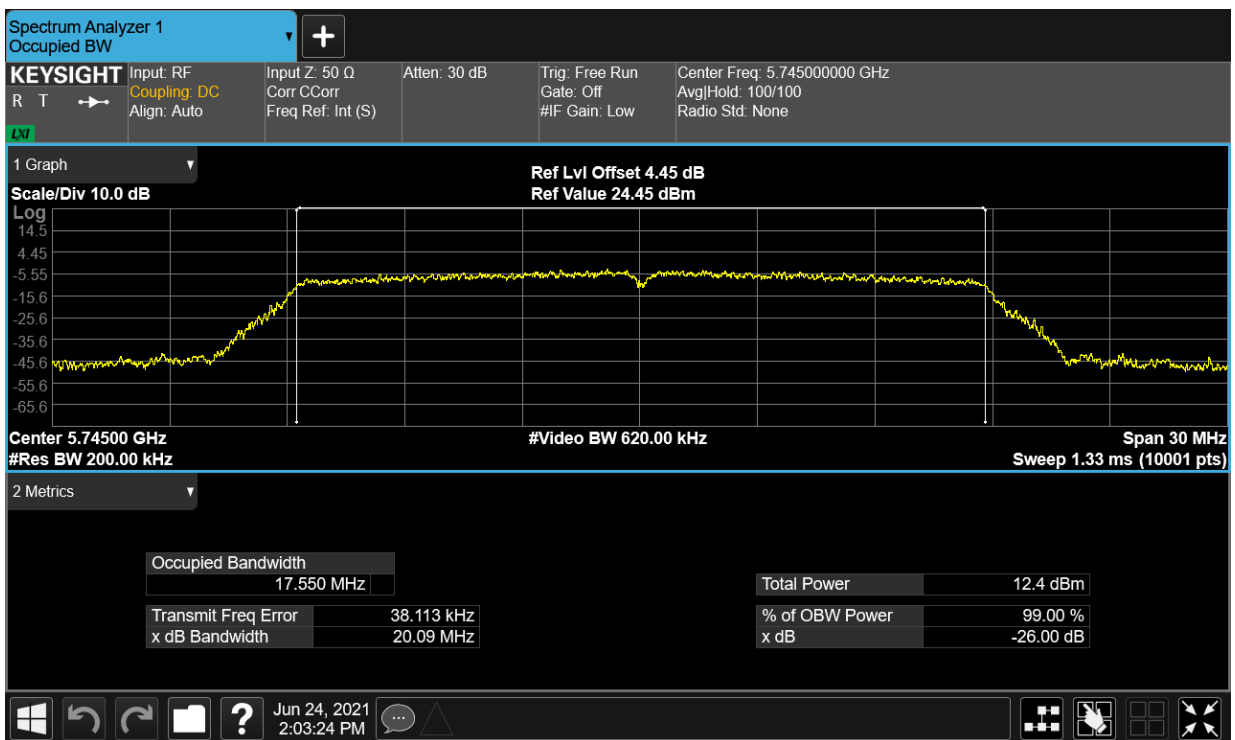 Spectrum Analyzer 1
Occupied BW
+
KEYSIGHT Input: RF Input Z: 50 Ω Atten: 30 dB Trig: Free Run Center Freq: 5.745000000 GHz
R T Coupling: DC Corr CCorr Gate: Off Avg|Hold: 100/100
Align: Auto Freq Ref: Int (S) #IF Gain: Low Radio Std: None
LXI
1 Graph
Ref Lvl Offset 4.45 dB
Scale/Div 10.0 dB Ref Value 24.45 dBm
Log
14.5
4.45
-5.55
-15.6
-25.6
-35.6
-45.6
-55.6
-65.6
Center 5.74500 GHz #Video BW 620.00 kHz Span 30 MHz
#Res BW 200.00 kHz Sweep 1.33 ms (10001 pts)
2 Metrics
Occupied Bandwidth
17.550 MHz Total Power 12.4 dBm
Transmit Freq Error 38.113 kHz % of OBW Power 99.00 %
x dB Bandwidth 20.09 MHz x dB -26.00 dB
? Jun 24, 2021
2:03:24 PM